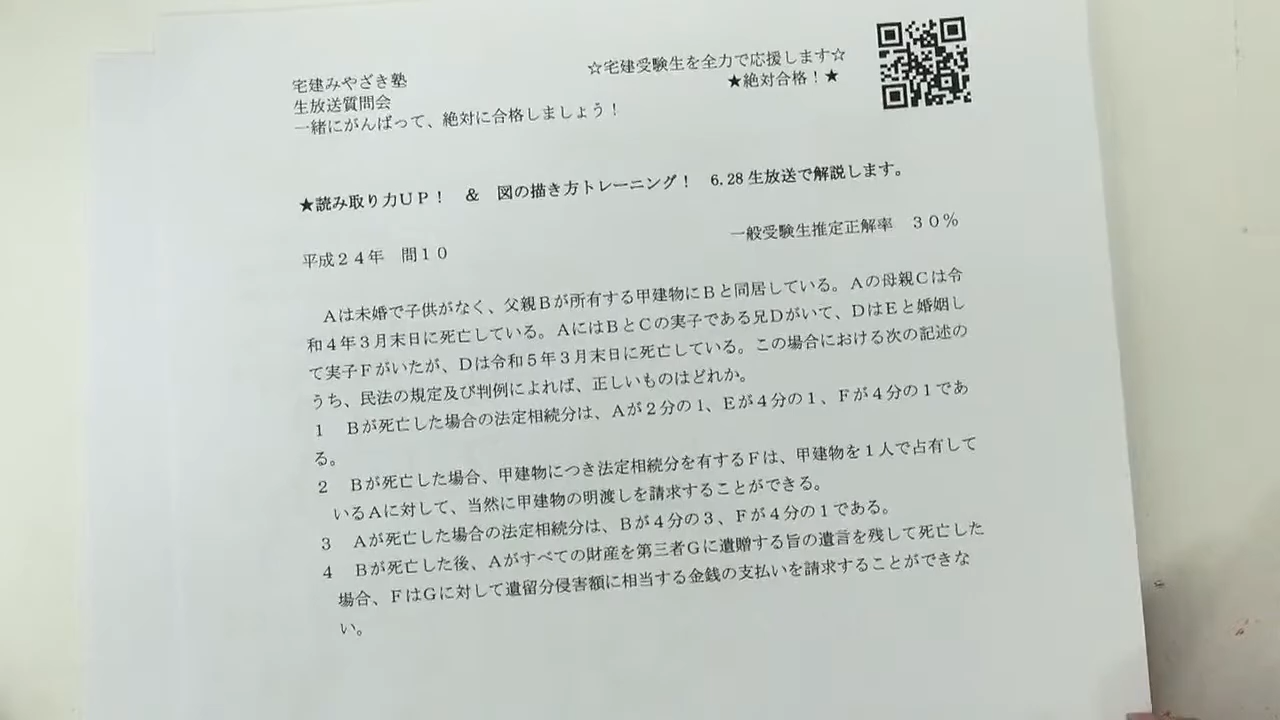 宅建みやざき塾
生放送質問会
一緒にがんばって、絶対に合格しましょう！
☆宅建受験生を全力で応援します☆
★絶対合格！★
★読み取り力ＵＰ！　＆　図の描き方トレーニング！　6.28 生放送で解説します。
平成２４年　問１０
一般受験生推定正解率　３０％
Ａは未婚で子供がなく、父親Ｂが所有する甲建物にＢと同居している。Ａの母親Ｃは令
和４年３月末日に死亡している。ＡにはＢとＣの実子である兄Ｄがいて、ＤはＥと婚姻し
て実子Ｆがいたが、Ｄは令和５年３月末日に死亡している。この場合における次の記述の
うち、民法の規定及び判例によれば、正しいものはどれか。
１　Ｂが死亡した場合の法定相続分は、Ａが２分の１、Ｅが４分の１、Ｆが４分の１であ
る。
２　Ｂが死亡した場合、甲建物につき法定相続分を有するＦは、甲建物を１人で占有して
いるＡに対して、当然に甲建物の明渡しを請求することができる。
３　Ａが死亡した場合の法定相続分は、Ｂが４分の３、Ｆが４分の１である。
４　Ｂが死亡した後、Ａがすべての財産を第三者Ｇに遺贈する旨の遺言を残して死亡した
場合、ＦはＧに対して遺留分侵害額に相当する金銭の支払いを請求することができな
い。